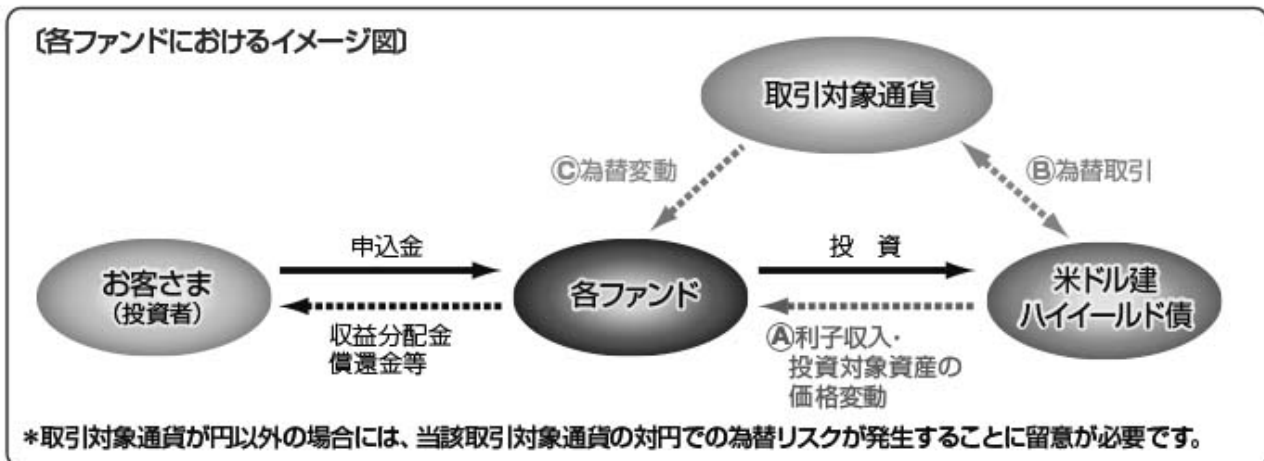 〔各ファンドにおけるイメージ図〕
取引対象通貨
Ⓒ為替変動
Ⓑ為替取引
申込金
投 資
お客さま
(投資者)
各ファンド
米ドル建
ハイイールド債
収益分配金
償還金等
Ⓐ利子収入・
投資対象資産の
価格変動
*取引対象通貨が円以外の場合には、当該取引対象通貨の対円での為替リスクが発生することに留意が必要です。